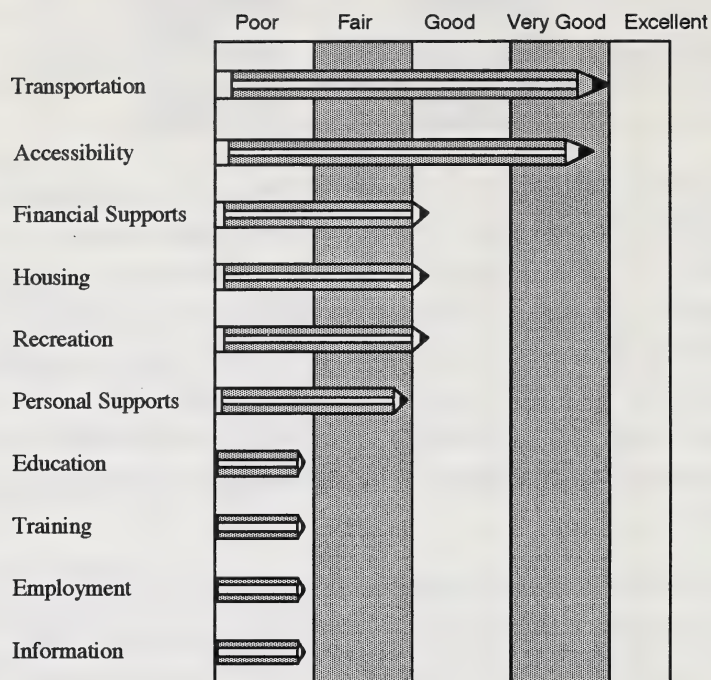 Poor Fair Good Very Good Excellent
Transportation
Accessibility
Financial Supports
Housing
Recreation
Personal Supports
Education
Training
Employment
Information